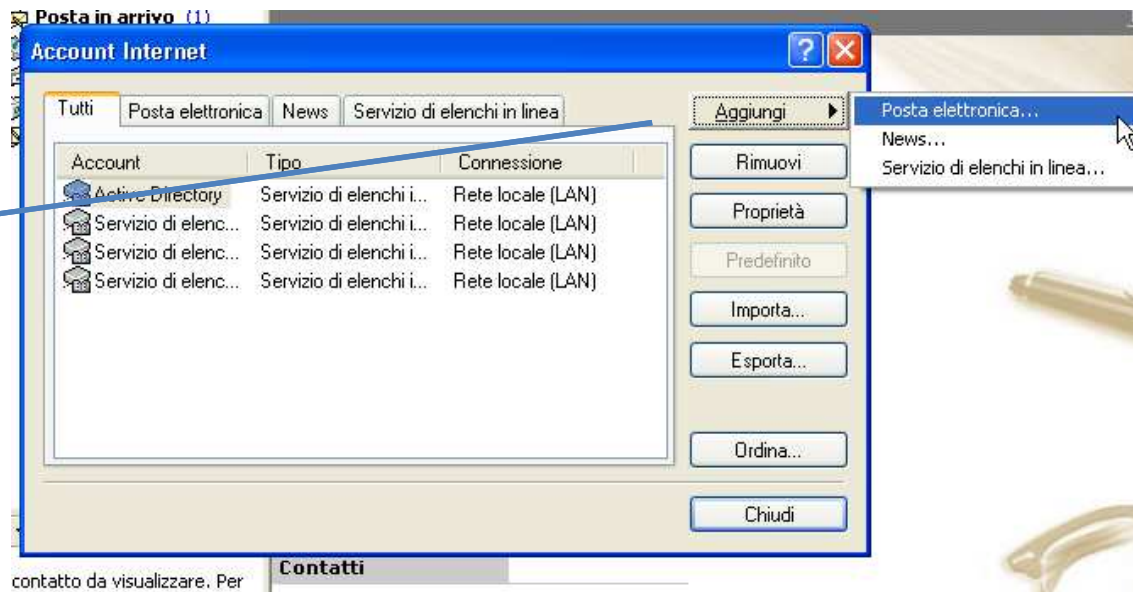 Posta in arrivo (1)
Account Internet
Tutti Posta elettronica News Servizio di elenchi in linea
Account Tipo Connessione
Active Directory Servizio di elenchi i... Rete locale (LAN)
Servizio di elenc... Servizio di elenchi i... Rete locale (LAN)
Servizio di elenc... Servizio di elenchi i... Rete locale (LAN)
Servizio di elenc... Servizio di elenchi i... Rete locale (LAN)
Aggiungi
Rimuovi
Proprietà
Predefinito
Importa...
Esporta...
Ordina...
Chiudi
Posta elettronica...
News...
Servizio di elenchi in linea...
contatto da visualizzare. Per
Contatti